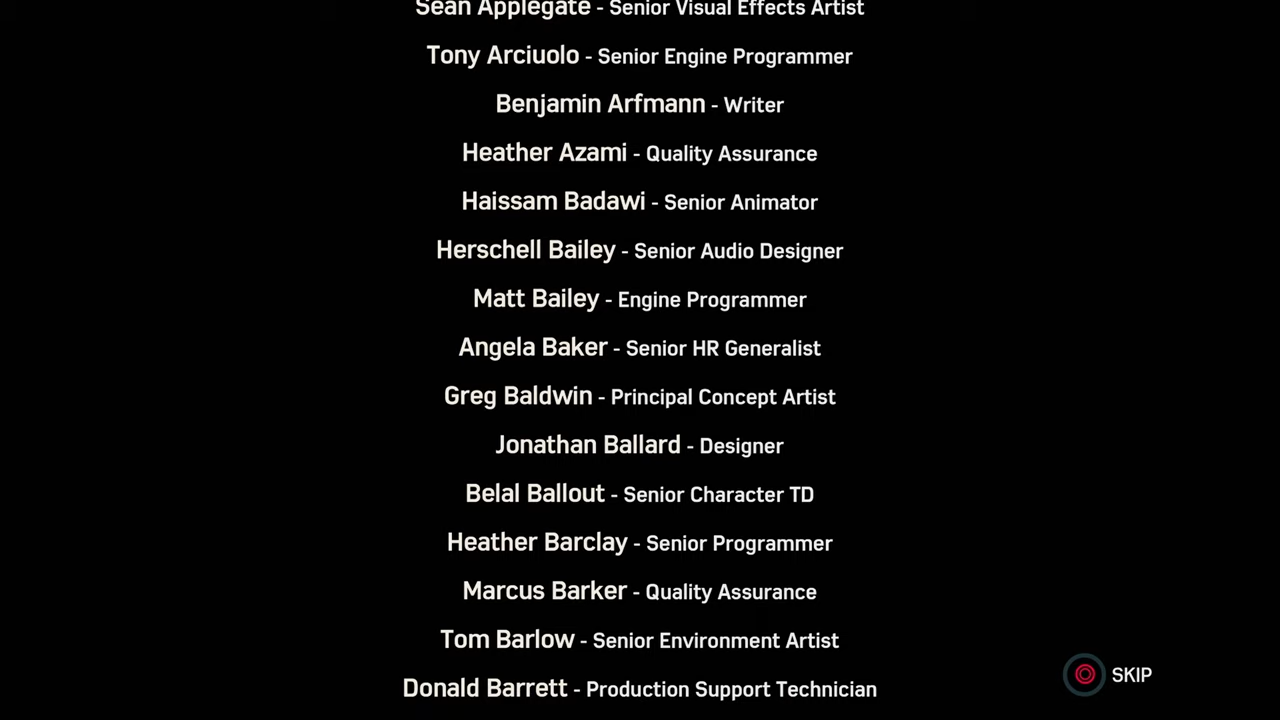 Sean Applegate - Senior Visual Effects Artist
Tony Arciuolo - Senior Engine Programmer
Benjamin Arfmann - Writer
Heather Azami - Quality Assurance
Haissam Badawi - Senior Animator
Herschell Bailey - Senior Audio Designer
Matt Bailey - Engine Programmer
Angela Baker - Senior HR Generalist
Greg Baldwin - Principal Concept Artist
Jonathan Ballard - Designer
Belal Ballout - Senior Character TD
Heather Barclay - Senior Programmer
Marcus Barker - Quality Assurance
Tom Barlow - Senior Environment Artist
Donald Barrett - Production Support Technician
SKIP